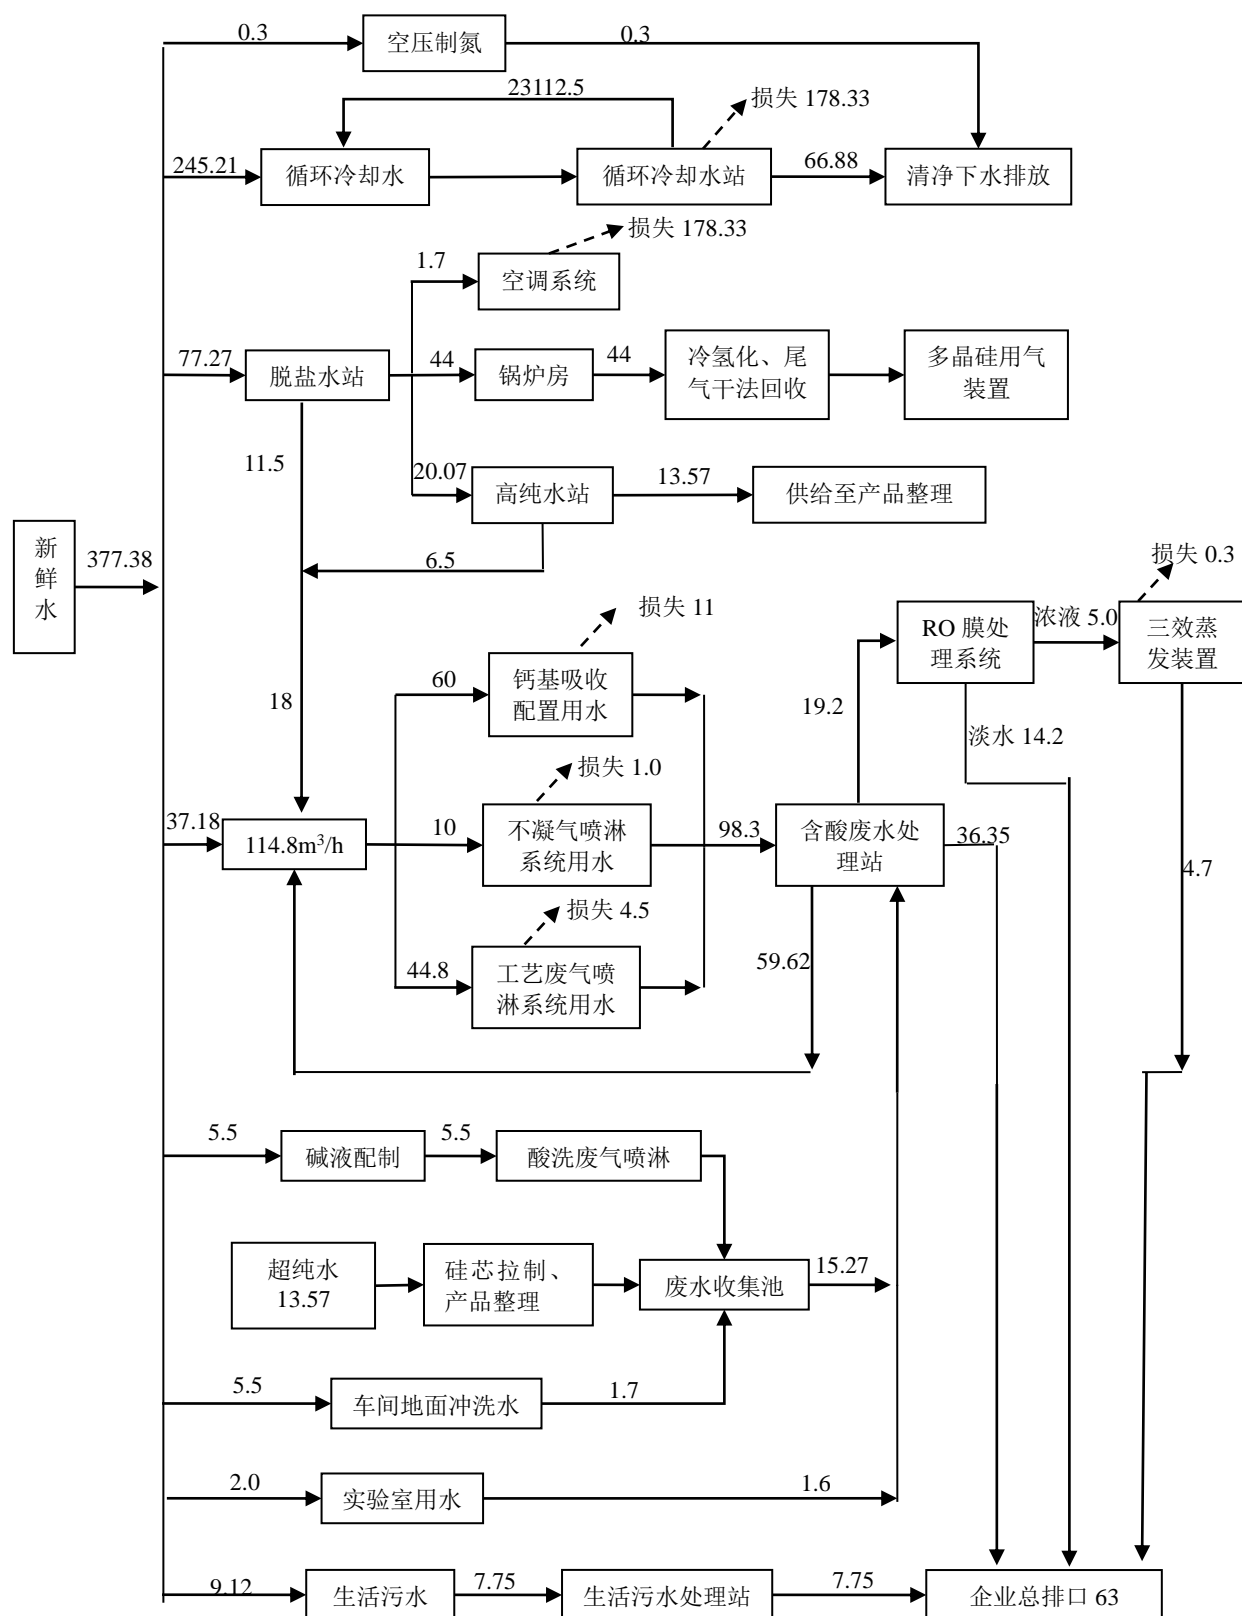 0.3
空压制氮
0.3
23112.5
损失 178.33
245.21
循环冷却水
循环冷却水站
66.88
清净下水排放
损失 178.33
1.7
空调系统
77.27
脱盐水站
44
锅炉房
44
冷氢化、尾
气干法回收
多晶硅用气
装置
11.5
20.07
高纯水站
13.57
供给至产品整理
新
鲜
水
377.38
6.5
损失 0.3
损失 11
RO 膜处
理系统
浓液 5.0
三效蒸
发装置
18
60
钙基吸收
配置用水
19.2
淡水 14.2
损失 1.0
37.18
114.8m³/h
10
不凝气喷淋
系统用水
98.3
含酸废水处
理站
36.35
4.7
损失 4.5
44.8
工艺废气喷
淋系统用水
59.62
5.5
碱液配制
5.5
酸洗废气喷淋
超纯水
13.57
硅芯拉制、
产品整理
废水收集池
15.27
5.5
车间地面冲洗水
1.7
2.0
实验室用水
1.6
9.12
生活污水
7.75
生活污水处理站
7.75
企业总排口 63